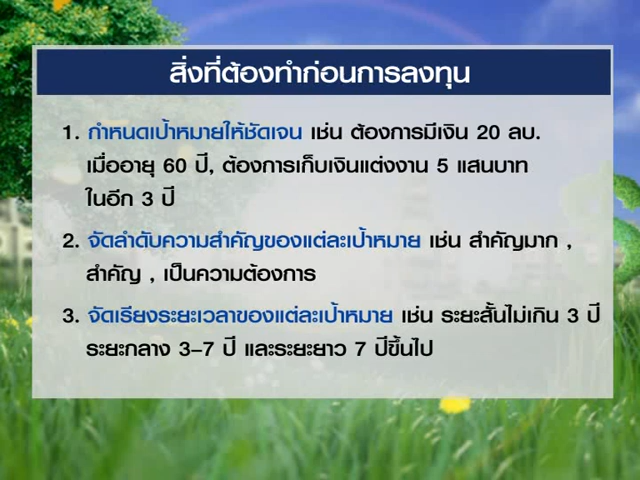 สิ่งที่ต้องทำก่อนการลงทุน
1. กำหนดเป้าหมายให้ชัดเจน เช่น ต้องการมีเงิน 20 ลบ.
เมื่ออายุ 60 ปี, ต้องการเก็บเงินแต่งงาน 5 แสนบาท
ในอีก 3 ปี
2. จัดลำดับความสำคัญของแต่ละเป้าหมาย เช่น สำคัญมาก ,
สำคัญ , เป็นความต้องการ
3. จัดเรียงระยะเวลาของแต่ละเป้าหมาย เช่น ระยะสั้นไม่เกิน 3 ปี
ระยะกลาง 3–7 ปี และระยะยาว 7 ปีขึ้นไป